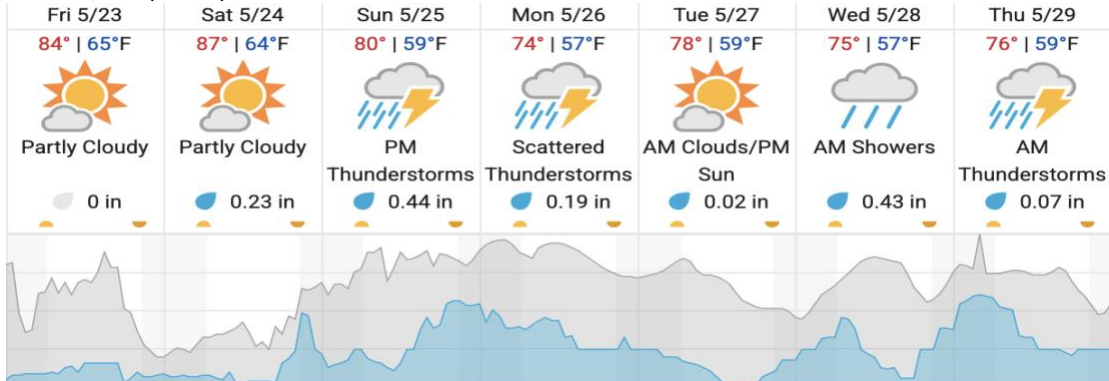 Fri 5/23 Sat 5/24 Sun 5/25 Mon 5/26 Tue 5/27 Wed 5/28 Thu 5/29
84° | 65°F 87° | 64°F 80° | 59°F 74° | 57°F 78° | 59°F 75° | 57°F 76° | 59°F
Partly Cloudy Partly Cloudy PM Scattered AM Clouds/PM AM Showers AM
Thunderstorms Thunderstorms Sun Thunderstorms
0 in 0.23 in 0.44 in 0.19 in 0.02 in 0.43 in 0.07 in